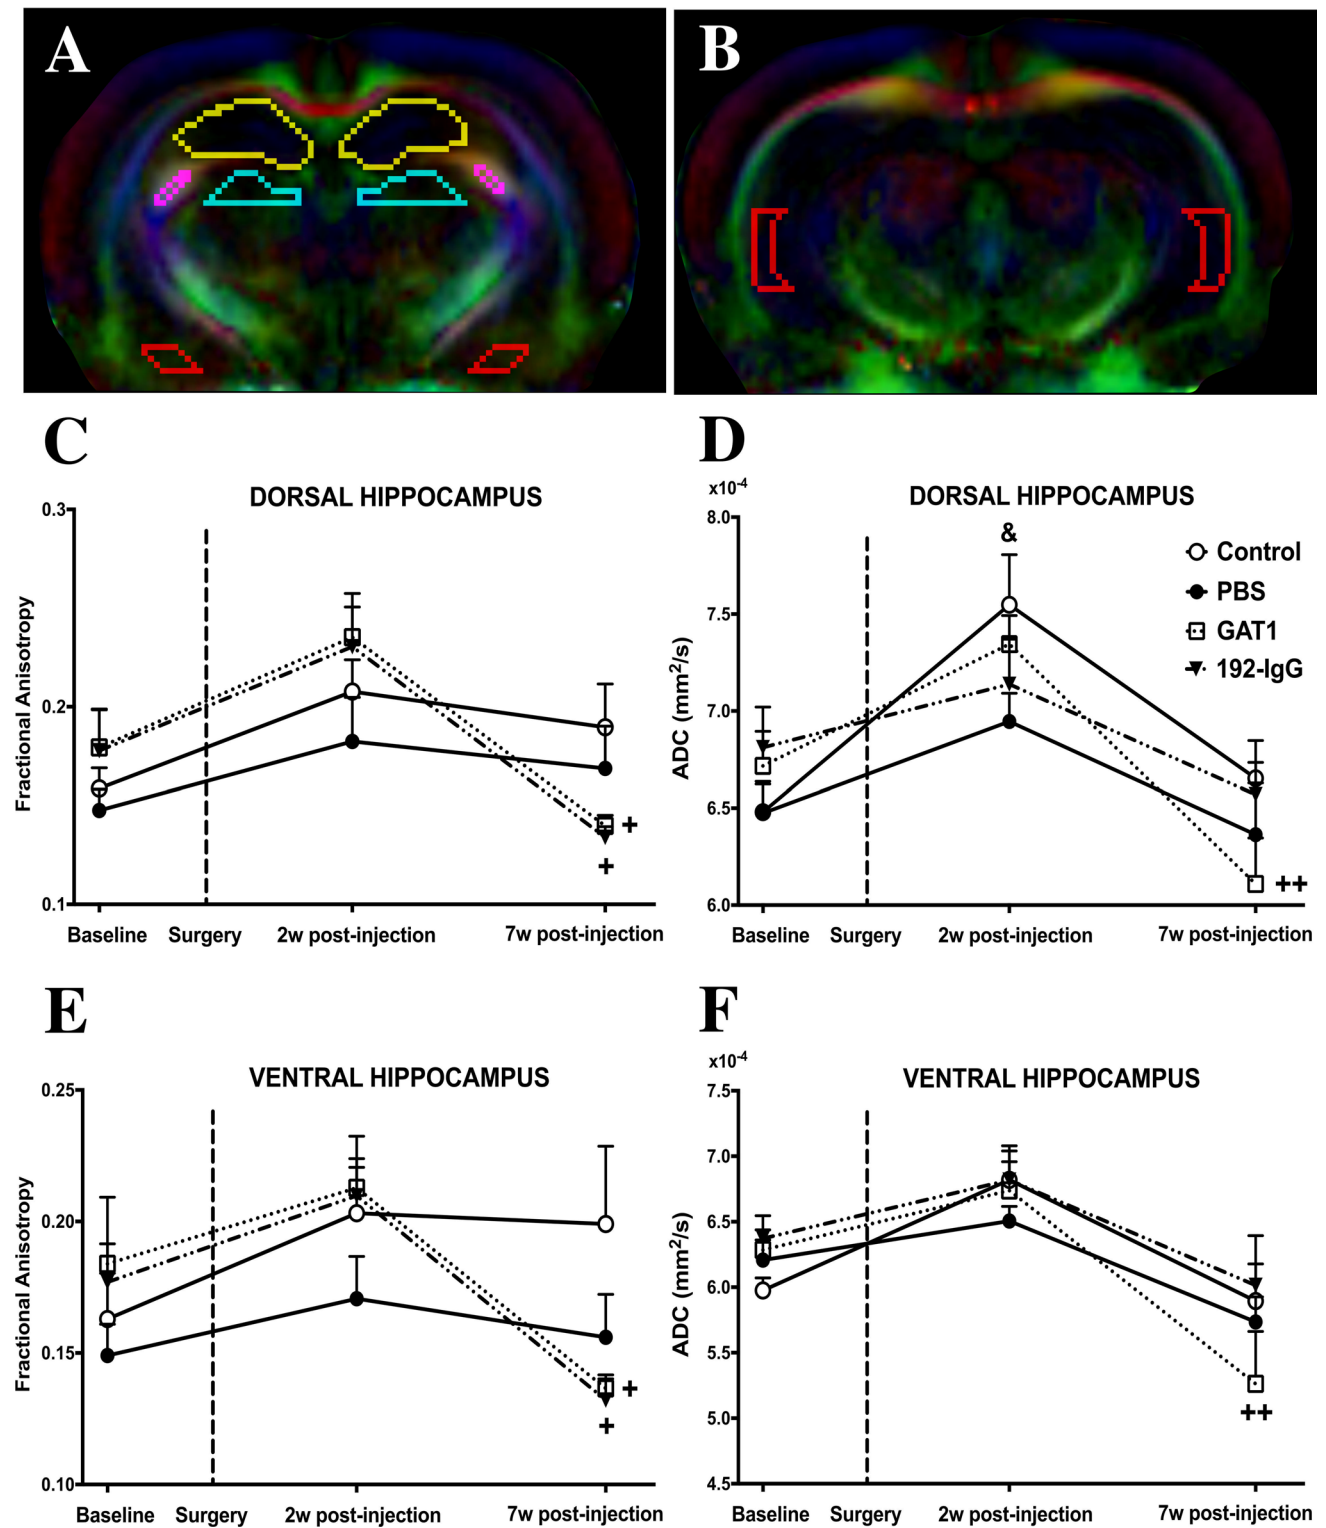 A
B
C
DORSAL HIPPOCAMPUS
0.3
0.2
0.1
Fractional Anisotropy
+
+
Baseline Surgery 2w post-injection 7w post-injection
D
x10-4
DORSAL HIPPOCAMPUS
8.0
7.5
7.0
6.5
6.0
ADC (mm2/s)
&
Control
PBS
GAT1
192-IgG
++
Baseline Surgery 2w post-injection 7w post-injection
E
VENTRAL HIPPOCAMPUS
0.25
0.20
0.15
0.10
Fractional Anisotropy
+
+
Baseline Surgery 2w post-injection 7w post-injection
F
x10-4
VENTRAL HIPPOCAMPUS
7.5
7.0
6.5
6.0
5.5
5.0
4.5
ADC (mm2/s)
++
Baseline Surgery 2w post-injection 7w post-injection